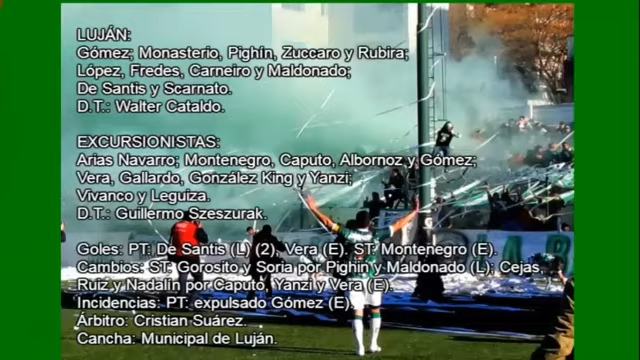 LUJÁN:
Gómez; Monasterio, Pighín, Zuccaro y Rubira;
López, Fredes, Carneiro y Maldonado;
De Santis y Scarnato.
D.T.: Walter Cataldo.
EXCURSIONISTAS:
Arias Navarro; Montenegro, Caputo, Albornoz y Gómez;
Vera, Gallardo, González King y Yanzi;
Vivanco y Leguiza.
D.T.: Guillermo Szeszurak.
Goles: PT: De Santis (L) (2), Vera (E). ST: Montenegro (E).
Cambios: ST: Gorosito y Soria por Pighín y Maldonado (L); Cejas,
Ruiz y Nadalín por Caputo, Yanzi y Vera (E).
Incidencias: PT: expulsado Gómez (E).
Árbitro: Cristian Suárez.
Cancha: Municipal de Luján.